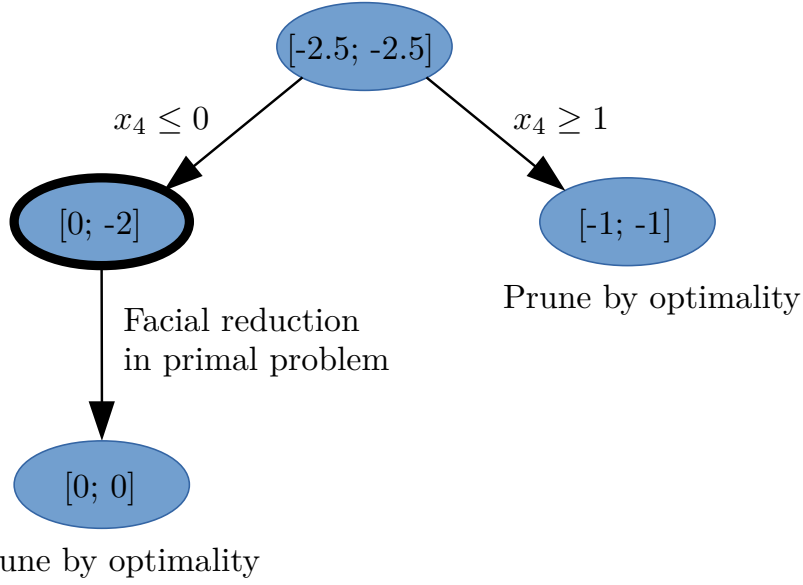 [-2.5; -2.5]
x₄ ≤ 0
x₄ ≥ 1
[0; -2]
[-1; -1]
Prune by optimality
Facial reduction
in primal problem
[0; 0]
une by optimality